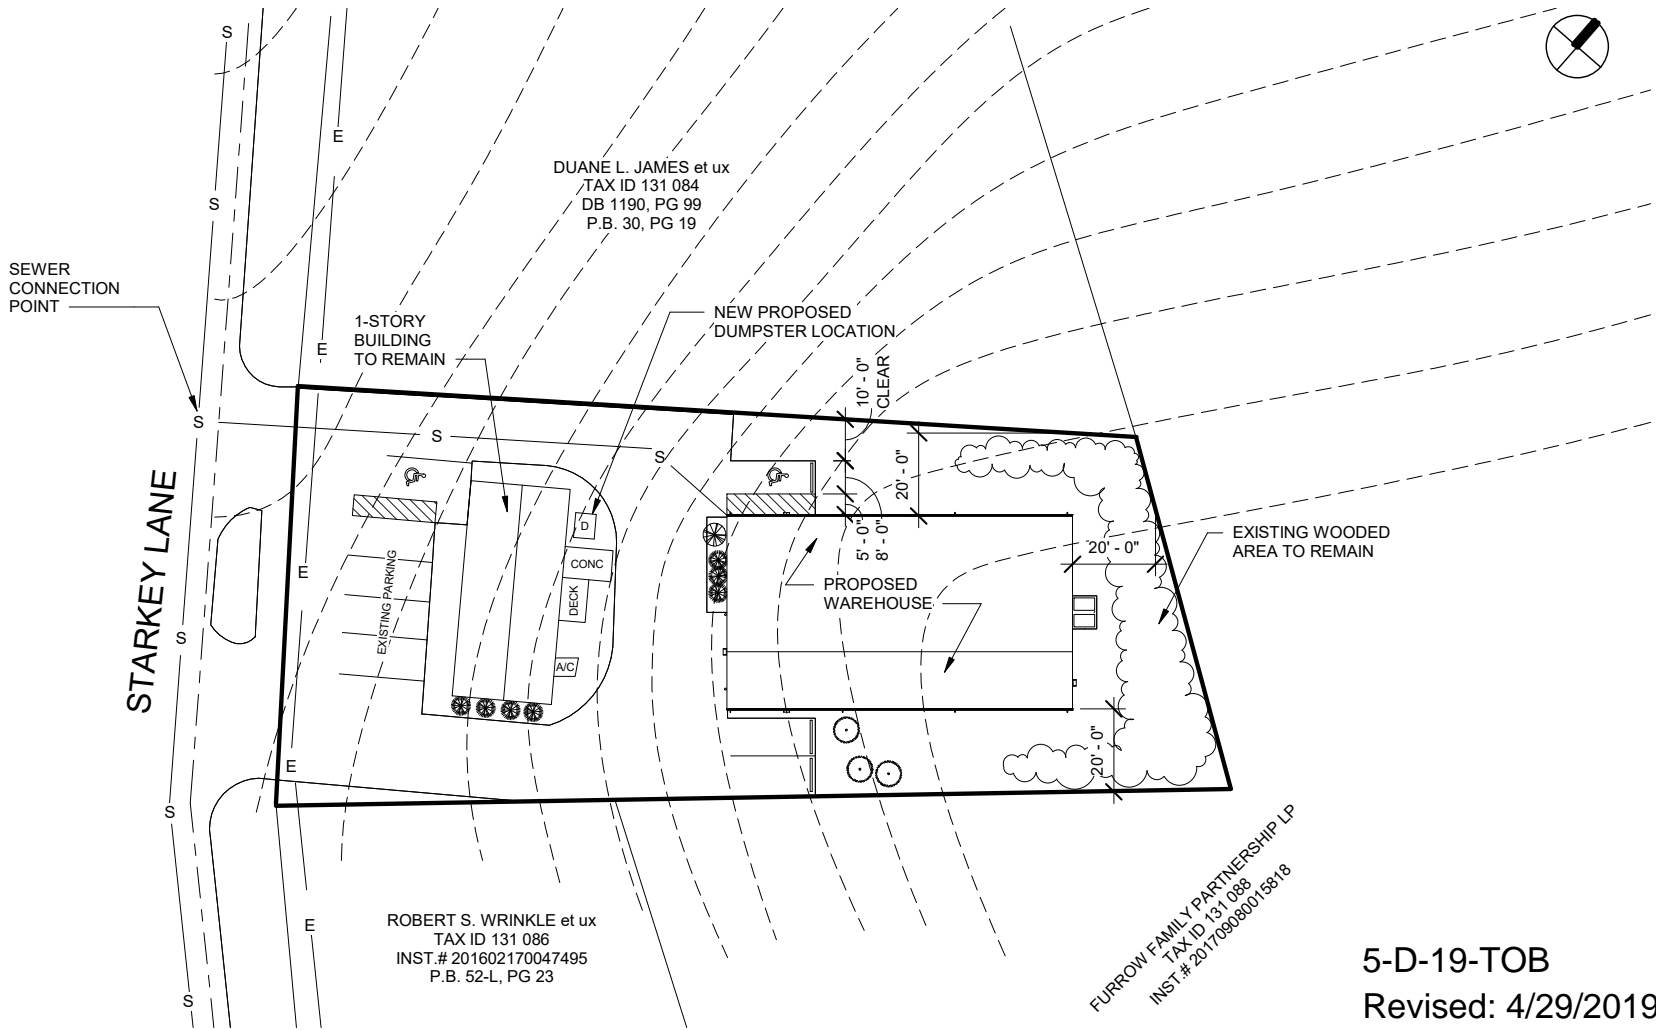 S
E
DUANE L. JAMES et ux
TAX ID 131 084
DB 1190, PG 99
P.B. 30, PG 19
S
SEWER
CONNECTION
POINT
1-STORY
BUILDING
TO REMAIN
E
NEW PROPOSED
DUMPSTER LOCATION
10' - 0"
CLEAR
S
S
S
20' - 0"
D
CONC
DECK
A/C
EXISTING PARKING
STARKEY LANE
E
5' - 0"
8' - 0"
PROPOSED
WAREHOUSE
20' - 0"
EXISTING WOODED
AREA TO REMAIN
S
E
20' - 0"
S
E
ROBERT S. WRINKLE et ux
TAX ID 131 086
INST.# 201602170047495
P.B. 52-L, PG 23
S
FURROW FAMILY PARTNERSHIP LP
TAX ID 131 088
INST.# 201709080015818
5-D-19-TOB
Revised: 4/29/2019